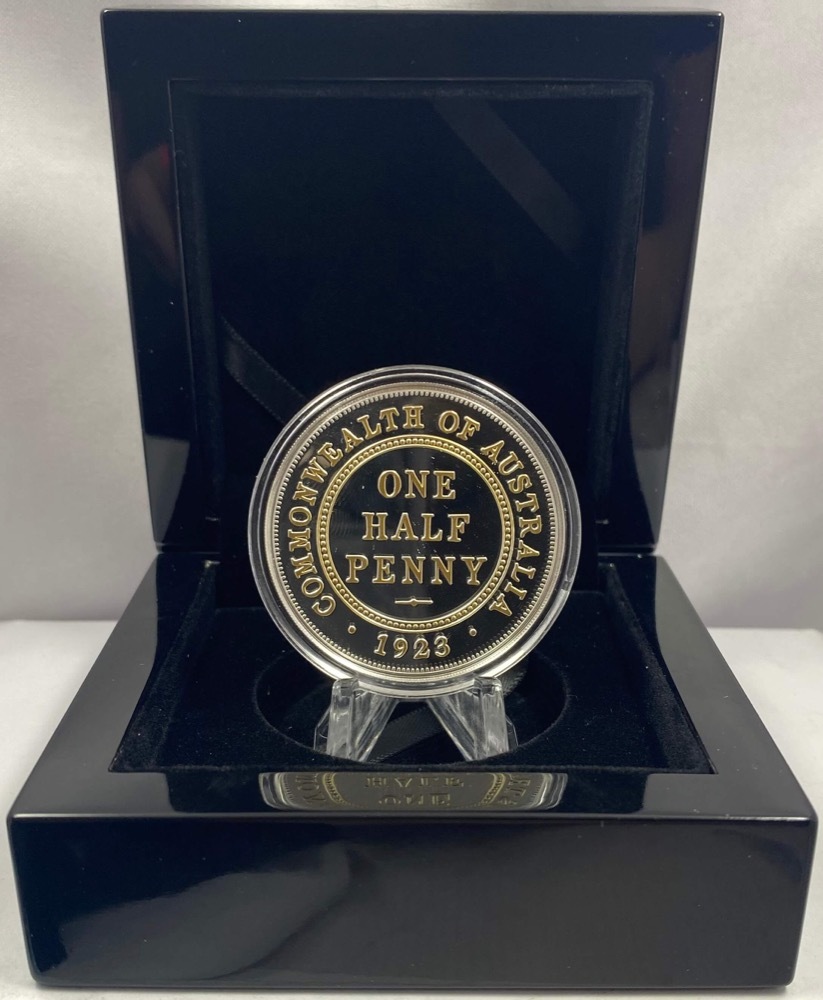 COMMONWEALTH OF AUSTRALIA
ONE
HALF
PENNY
1923